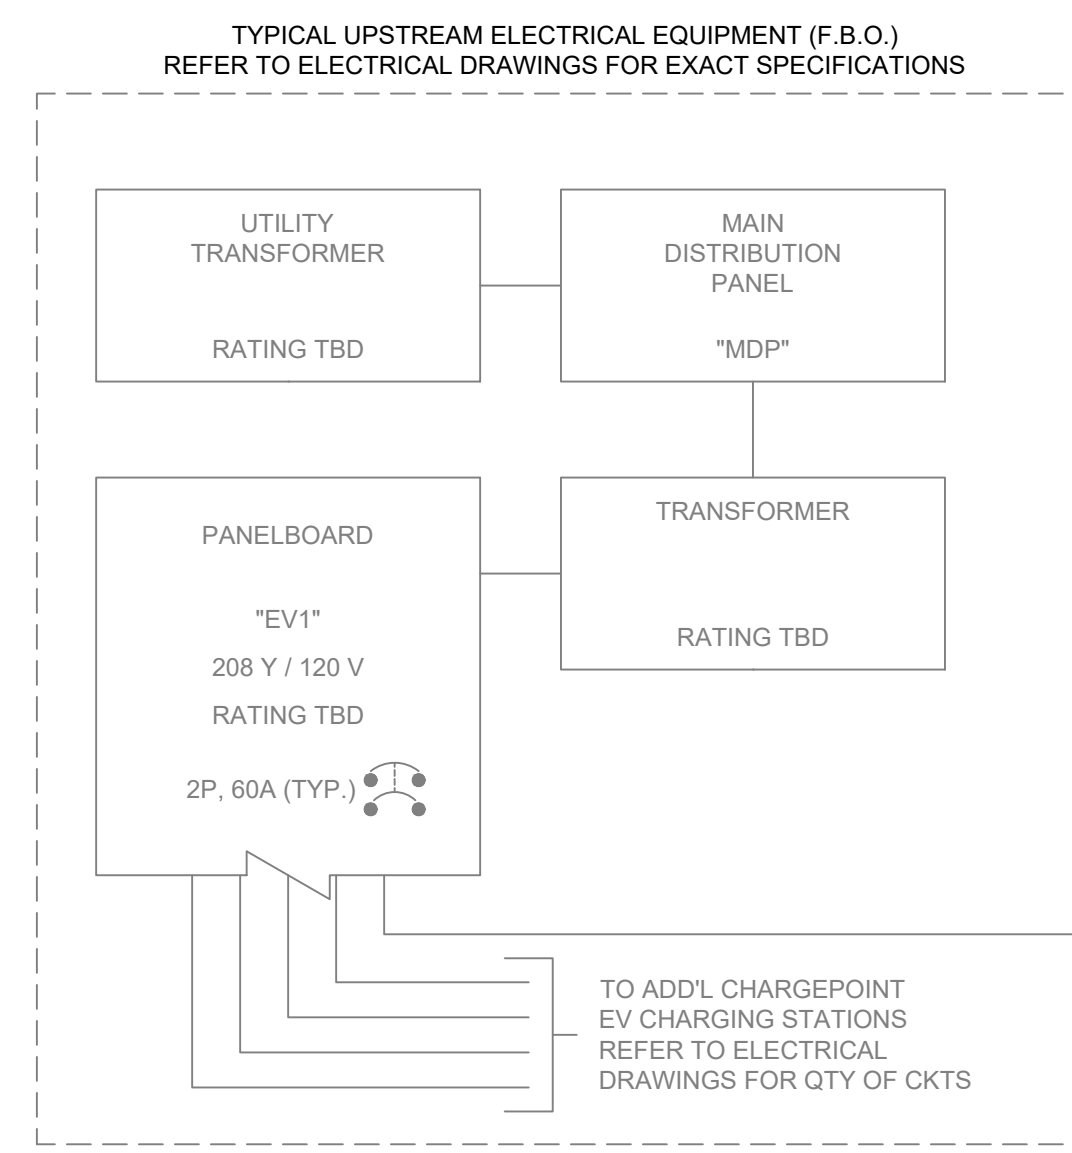 TYPICAL UPSTREAM ELECTRICAL EQUIPMENT (F.B.O.)
REFER TO ELECTRICAL DRAWINGS FOR EXACT SPECIFICATIONS
UTILITY
TRANSFORMER
RATING TBD
MAIN
DISTRIBUTION
PANEL
"MDP"
TRANSFORMER
RATING TBD
PANELBOARD
"EV1"
208 Y / 120 V
RATING TBD
2P, 60A (TYP.)
TO ADD'L CHARGEPOINT
EV CHARGING STATIONS
REFER TO ELECTRICAL
DRAWINGS FOR QTY OF CKTS